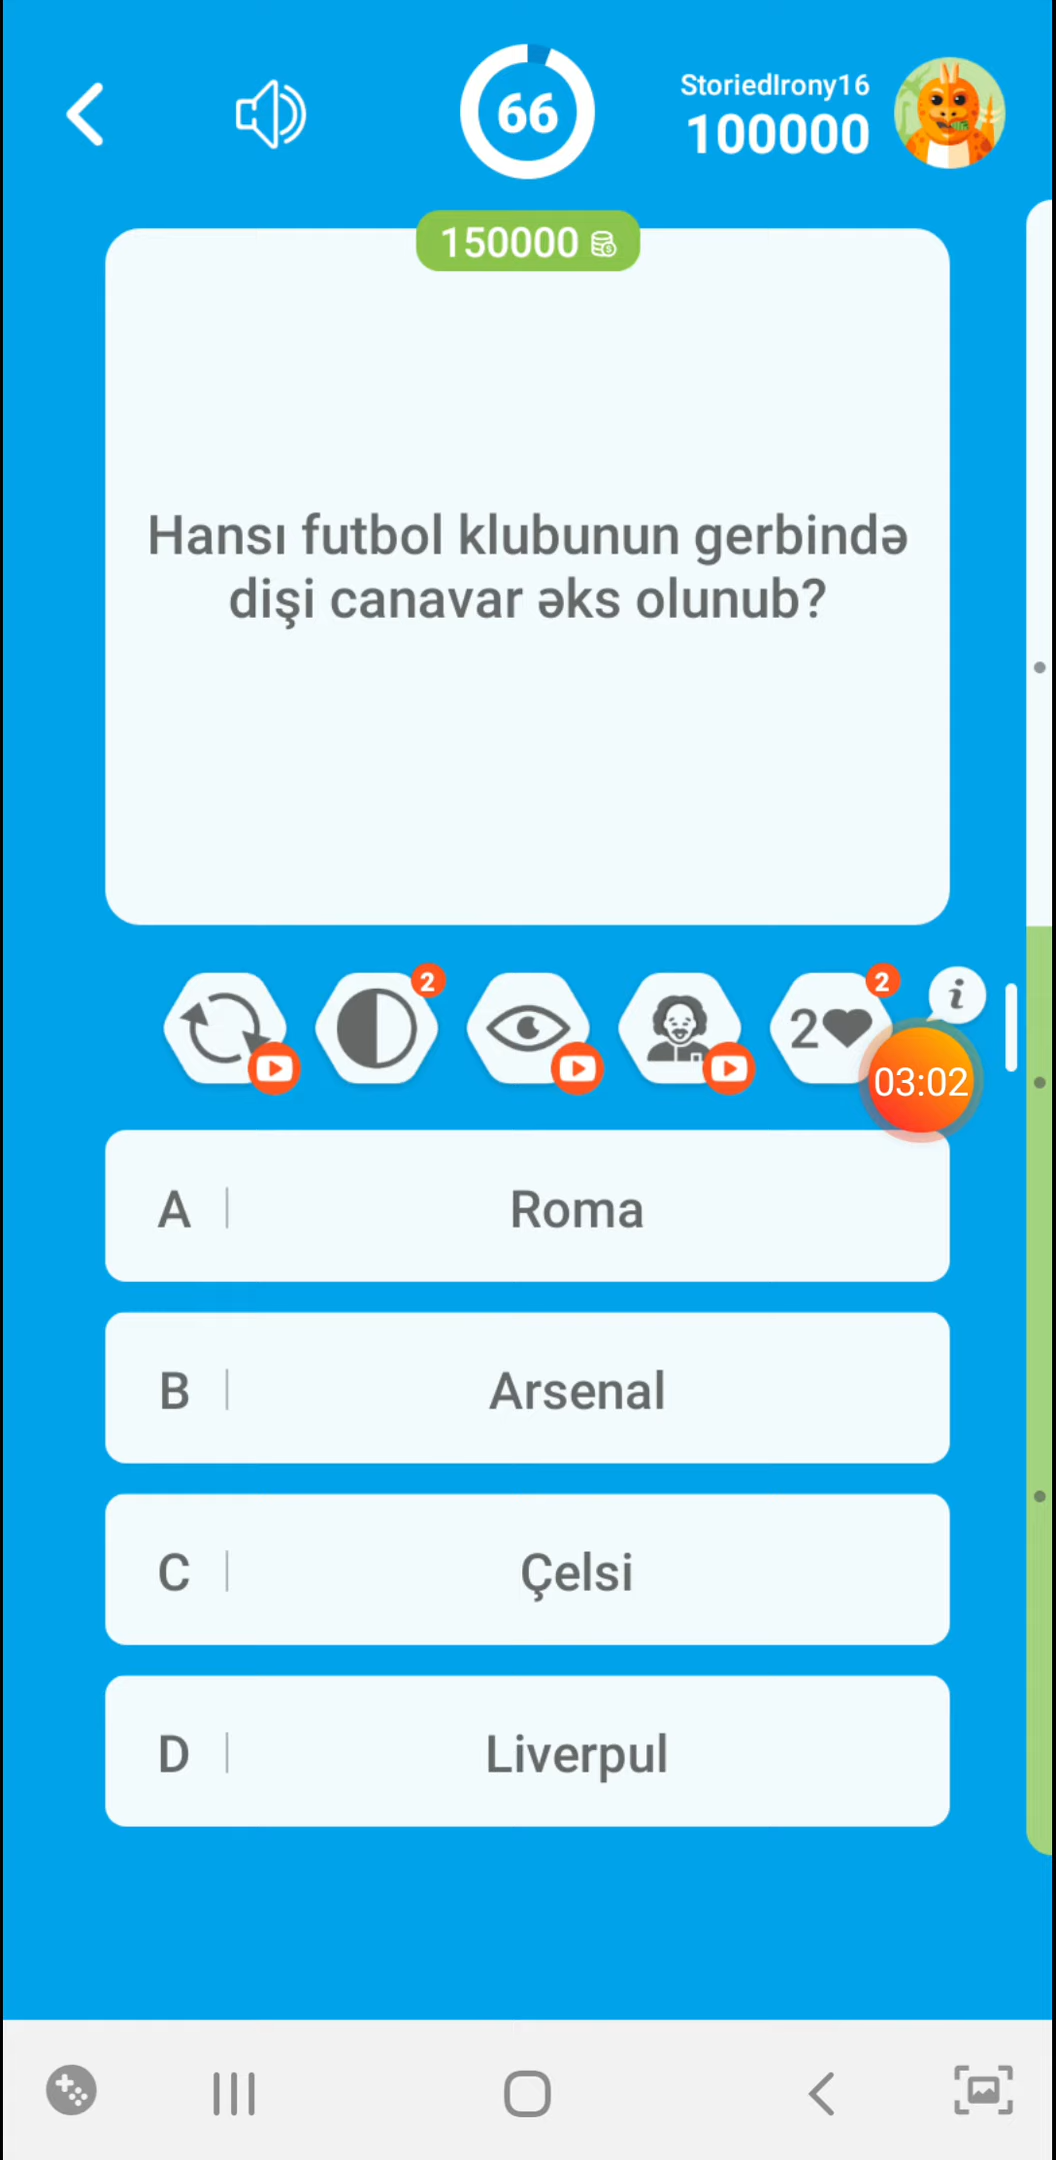 66
StoriedIrony16
100000
150000
Hansı futbol klubunun gerbində
dişi canavar əks olunub?
2
2
2
i
03:02
A
Roma
B
Arsenal
C
Çelsi
D
Liverpul